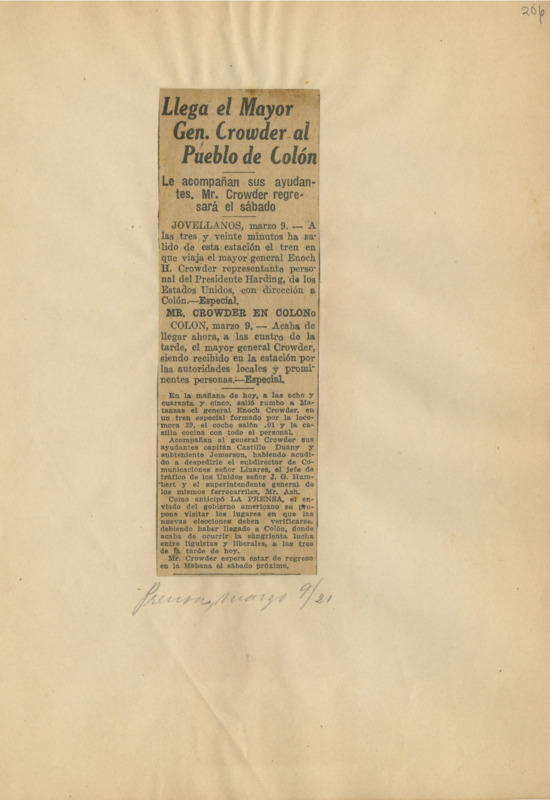 206
Llega el Mayor
Gen. Crowder al
Pueblo de Colón
Le acompañan sus ayudan-
tes. Mr. Crowder regre-
sará el sábado
JOVELLANOS, marzo 9. — A
las tres y veinte minutos ha sa-
lido de esta estación el tren en
que viaja el mayor general Enoch
H. Crowder representante perso-
nal del Presidente Harding, de los
Estados Unidos, con dirección a
Colón.—Especial.
MR. CROWDER EN COLONo
COLON, marzo 9, — Acaba de
llegar ahora, a las cuatro de la
tarde, el mayor general Crowder,
siendo recibido en la estación por
las autoridades locales y promi-
nentes personas.—Especial.
En la mañana de hoy, a las ocho y
cuarenta y cinco, salió rumbo a Ma-
tanzas el general Enoch Crowder, en
un tren especial formado por la loco-
mora 29, el coche salón .01 y la ca-
silla cocina con todo el personal.
Acompañan al general Crowder sus
ayudantes capitán Castillo Duany y
subteniente Jemerson, habiendo acudi-
do a despedirle el subdirector de Co-
municaciones señor Linares, el jefe de
tráfico de los Unidos señor J. G. Hum-
bert y el superintendente general de
los mismos ferrocarriles, Mr. Ash.
Como anticipó LA PRENSA, el en-
viado del gobierno americano se pro-
pone visitar los lugares en que las
nuevas elecciones deben verificarse,
debiendo haber llegado a Colón, donde
acaba de ocurrir la sangrienta lucha
entre liguistas y liberales, a las tres
de la tarde de hoy.
Mr. Crowder espera estar de regreso
en la Habana el sábado próximo.
Prensa, marzo 9/21